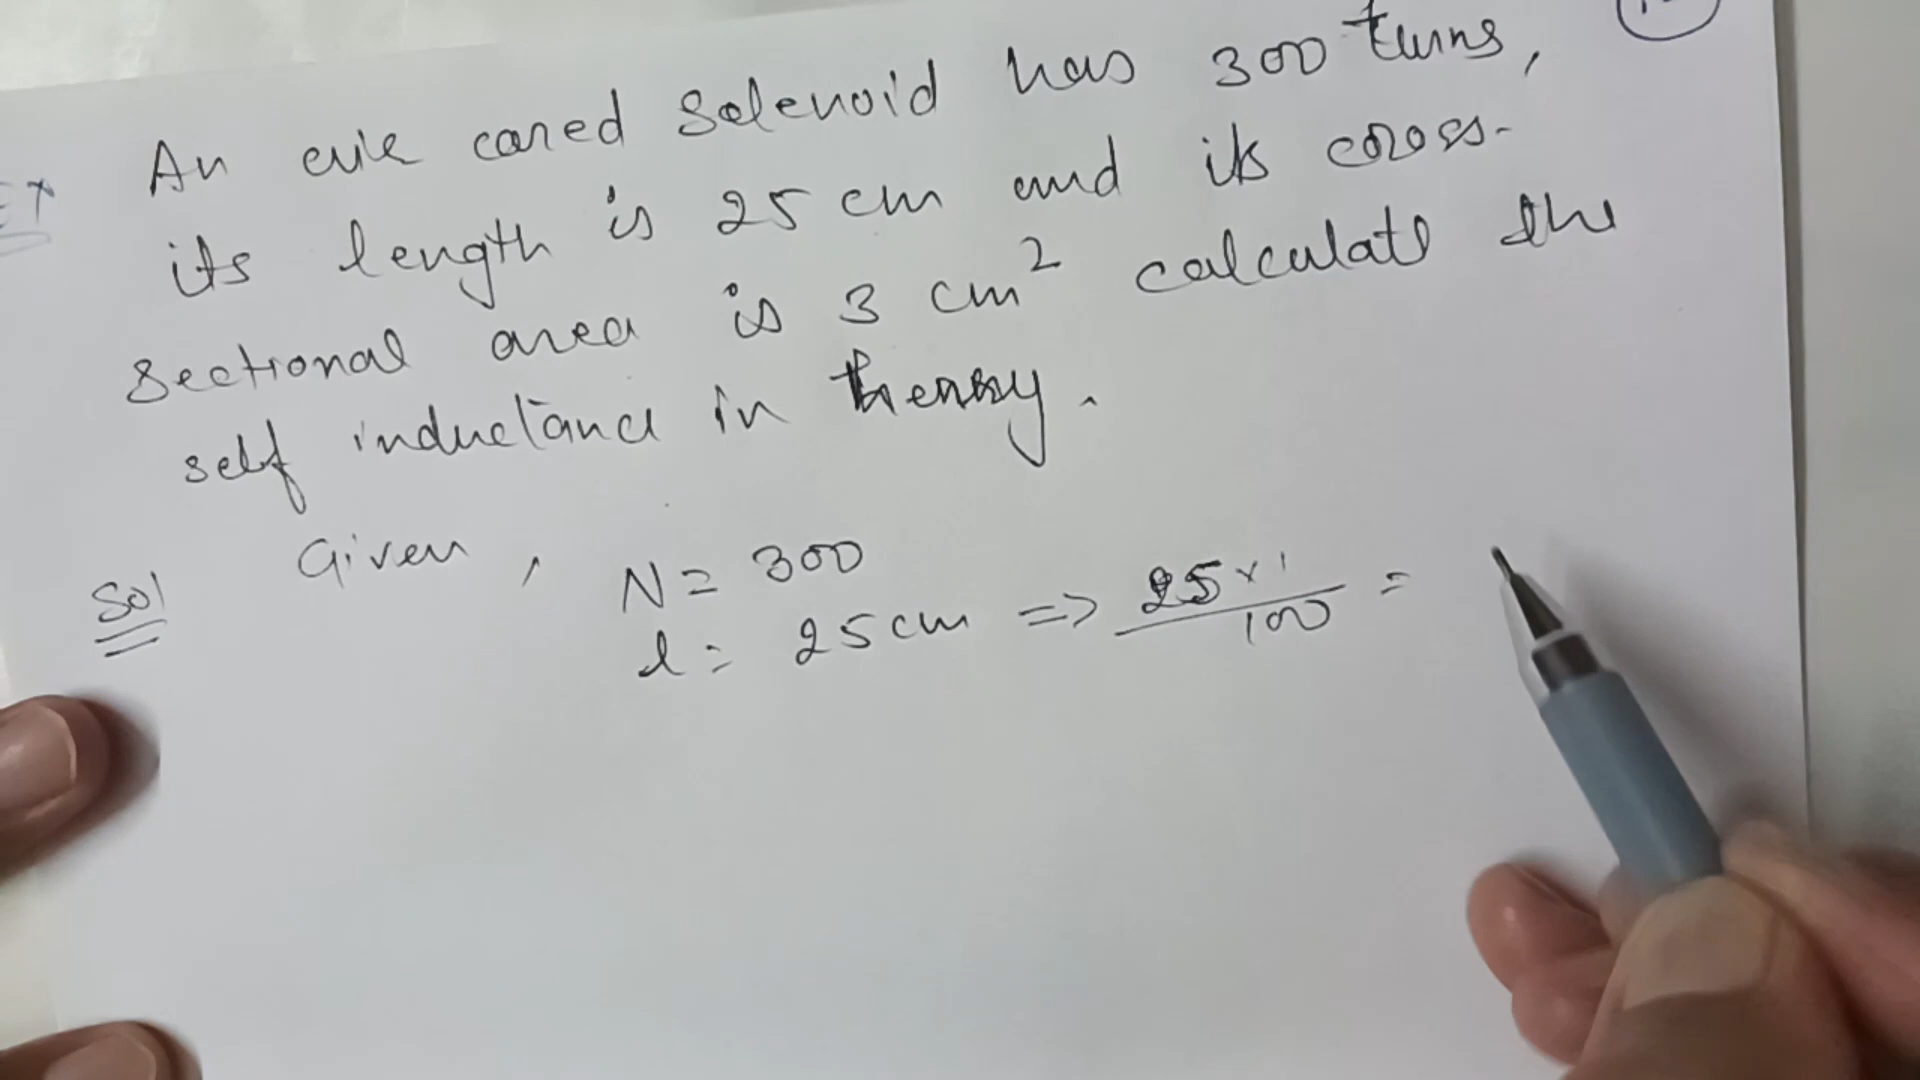 An air cored Solenoid has 300 turns,
Ex its length is 25 cm and its cross-
sectional area is 3 cm² calculate the
self inductance in henry.
Sol Given, N = 300
l = 25 cm => 25 × 1 / 100 =